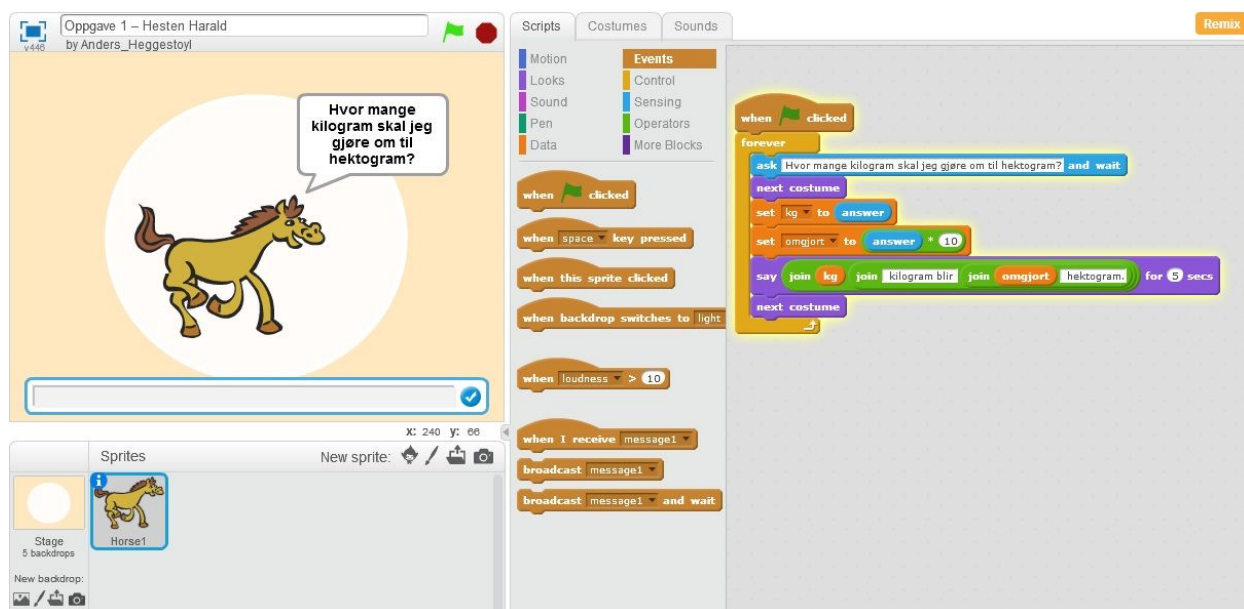 v446
Oppgave 1 – Hesten Harald
by Anders_Heggestoyl
Hvor mange
kilogram skal jeg
gjøre om til
hektogram?
X: 240 y: 66
Sprites
New sprite:
Stage
5 backdrops
New backdrop:
Horse1
Scripts
Costumes
Sounds
Remix
Motion
Events
Looks
Control
Sound
Sensing
Pen
Operators
Data
More Blocks
when clicked
when space key pressed
when this sprite clicked
when backdrop switches to light
when loudness > 10
when I receive message1
broadcast message1
broadcast message1 and wait
when clicked
forever
ask Hvor mange kilogram skal jeg gjøre om til hektogram? and wait
next costume
set kg to answer
set omgjort to answer * 10
say join kg join kilogram blir join omgjort hektogram. for 5 secs
next costume